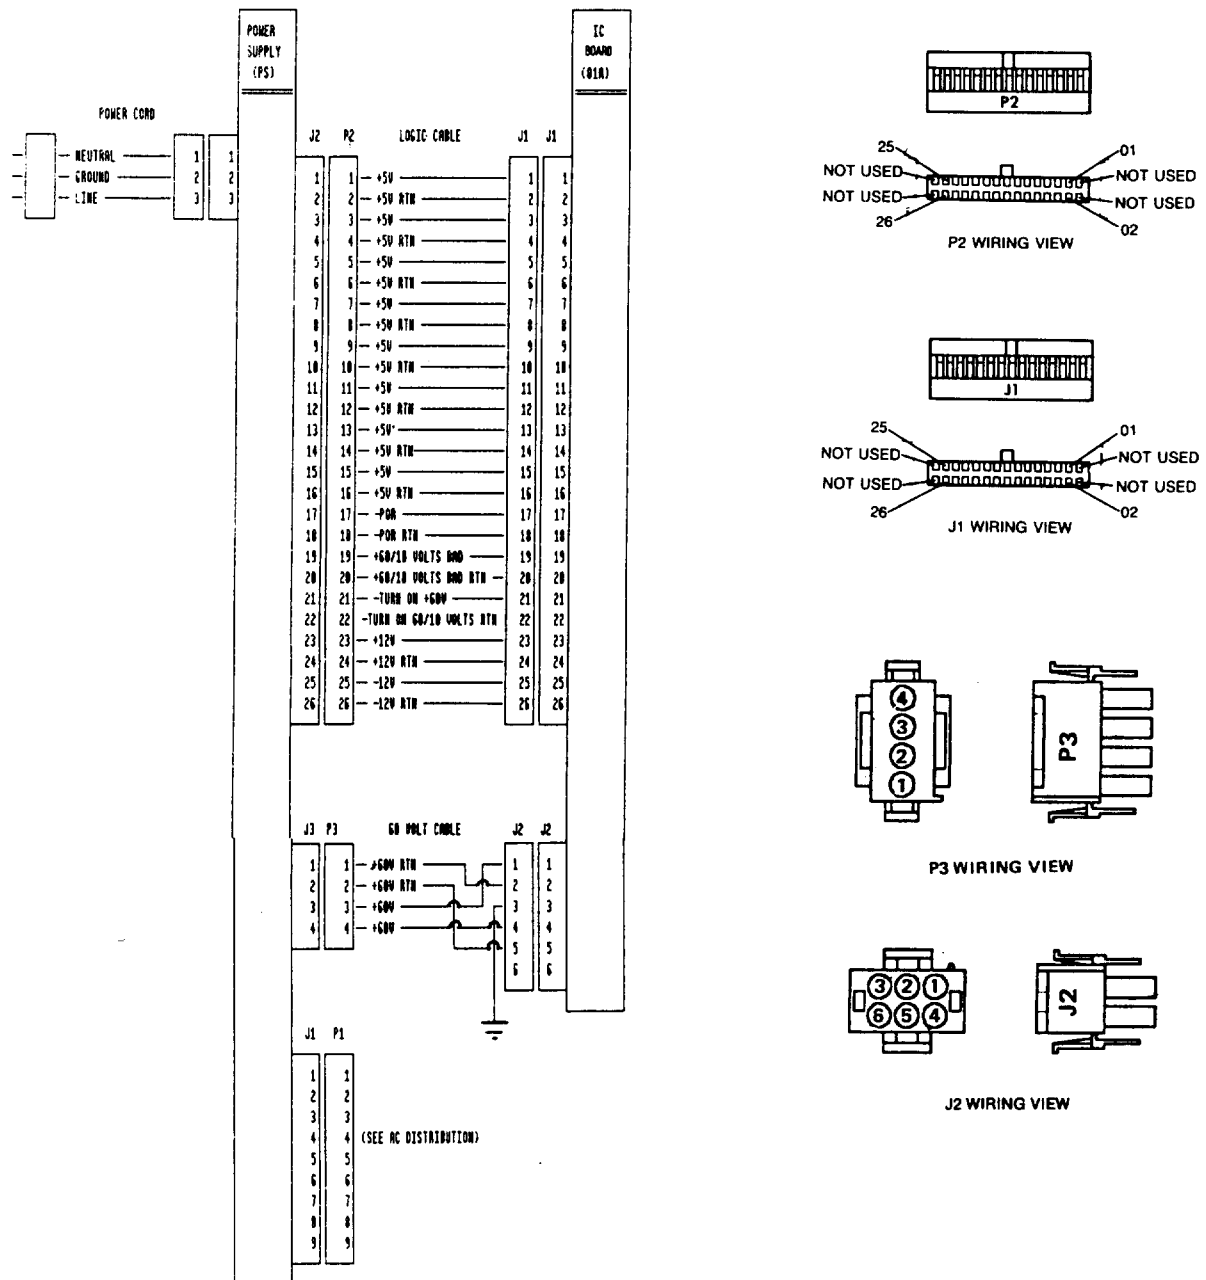 POWER SUPPLY (PS)
IC BOARD (01A)
POWER CORD
NEUTRAL 1 1
GROUND 2 2
LINE 3 3
J2 P2 LOGIC CABLE J1 J1
1 1 +5V 1 1
2 2 +5V RTN 2 2
3 3 +5V 3 3
4 4 +5V RTN 4 4
5 5 +5V 5 5
6 6 +5V RTN 6 6
7 7 +5V 7 7
8 8 +5V RTN 8 8
9 9 +5V 9 9
10 10 +5V RTN 10 10
11 11 +5V 11 11
12 12 +5V RTN 12 12
13 13 +5V 13 13
14 14 +5V RTN 14 14
15 15 +5V 15 15
16 16 +5V RTN 16 16
17 17 -POR 17 17
18 18 -POR RTN 18 18
19 19 +60/10 VOLTS BAD 19 19
20 20 +60/10 VOLTS BAD RTN 20 20
21 21 -TURN ON +60V 21 21
22 22 -TURN ON 60/10 VOLTS RTN 22 22
23 23 +12V 23 23
24 24 +12V RTN 24 24
25 25 -12V 25 25
26 26 -12V RTN 26 26
J3 P3 60 VOLT CABLE J2 J2
1 1 +60V RTN 1 1
2 2 +60V RTN 2 2
3 3 +60V 3 3
4 4 +60V 4 4
5 5
6 6
J1 P1
1 1
2 2
3 3
4 4 (SEE AC DISTRIBUTION)
5 5
6 6
7 7
8 8
9 9
P2
25 01
NOT USED NOT USED
NOT USED NOT USED
26 02
P2 WIRING VIEW
J1
25 01
NOT USED NOT USED
NOT USED NOT USED
26 02
J1 WIRING VIEW
4
3
2
1
P3
P3 WIRING VIEW
3 2 1
6 5 4
J2
J2 WIRING VIEW